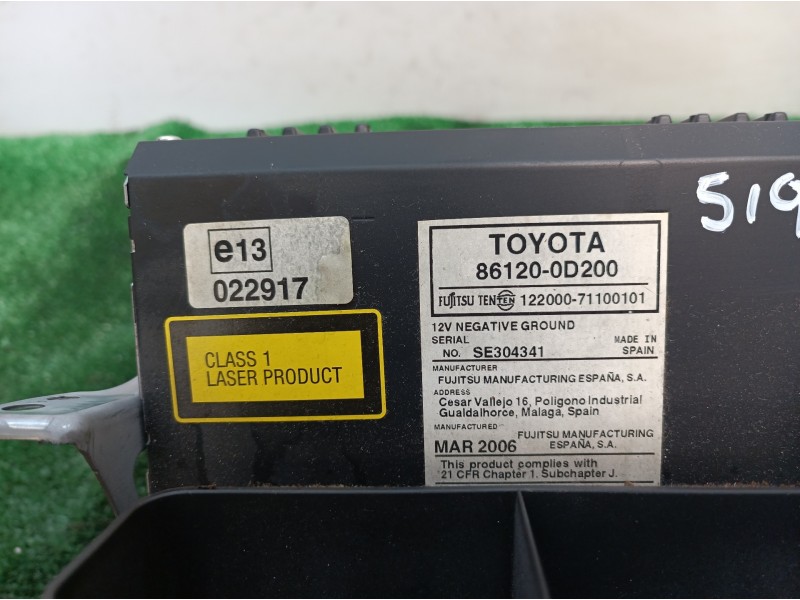 e13
022917
CLASS 1
LASER PRODUCT
TOYOTA
86120-0D200
FUJITSU TEN TEN 122000-71100101
12V NEGATIVE GROUND
SERIAL MADE IN
NO. SE304341 SPAIN
MANUFACTURER
FUJITSU MANUFACTURING ESPAÑA, S.A.
ADDRESS
Cesar Vallejo 16, Poligono Industrial
Gualdalhorce, Malaga, Spain
MANUFACTURED FUJITSU MANUFACTURING
MAR 2006 ESPAÑA, S.A.
This product complies with
21 CFR Chapter 1. Subchapter J.
519